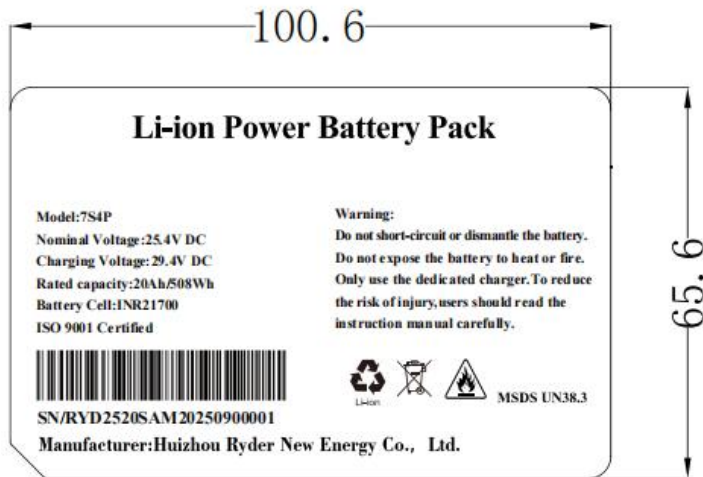 100.6
Li-ion Power Battery Pack
Model:7S4P
Nominal Voltage:25.4V DC
Charging Voltage:29.4V DC
Rated capacity:20Ah/508Wh
Battery Cell:INR21700
ISO 9001 Certified
Warning:
Do not short-circuit or dismantle the battery.
Do not expose the battery to heat or fire.
Only use the dedicated charger.To reduce
the risk of injury,users should read the
instruction manual carefully.
65.6
Li-ion
MSDS UN38.3
SN/RYD2520SAM20250900001
Manufacturer:Huizhou Ryder New Energy Co., Ltd.